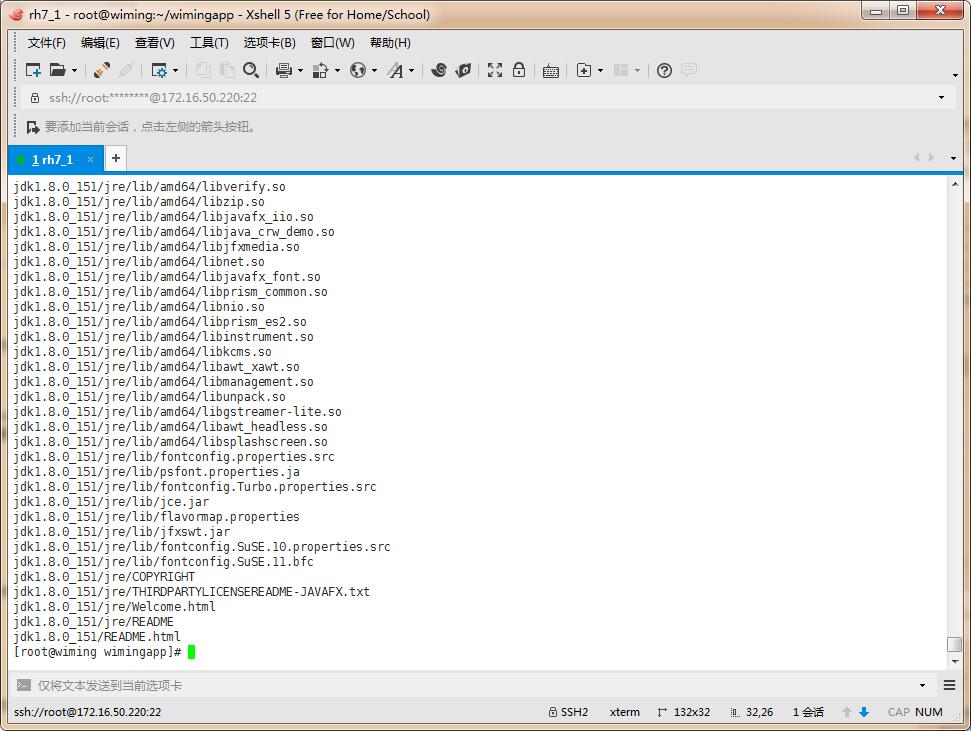 rh7_1 - root@wiming:~/wimingapp - Xshell 5 (Free for Home/School)
文件(F) 编辑(E) 查看(V) 工具(T) 选项卡(B) 窗口(W) 帮助(H)
ssh://root:********@172.16.50.220:22
要添加当前会话，点击左侧的箭头按钮。
1 rh7_1 × +
jdk1.8.0_151/jre/lib/amd64/libverify.so
jdk1.8.0_151/jre/lib/amd64/libzip.so
jdk1.8.0_151/jre/lib/amd64/libjavafx_iio.so
jdk1.8.0_151/jre/lib/amd64/libjava_crw_demo.so
jdk1.8.0_151/jre/lib/amd64/libjfxmedia.so
jdk1.8.0_151/jre/lib/amd64/libnet.so
jdk1.8.0_151/jre/lib/amd64/libjavafx_font.so
jdk1.8.0_151/jre/lib/amd64/libprism_common.so
jdk1.8.0_151/jre/lib/amd64/libnio.so
jdk1.8.0_151/jre/lib/amd64/libprism_es2.so
jdk1.8.0_151/jre/lib/amd64/libinstrument.so
jdk1.8.0_151/jre/lib/amd64/libkcms.so
jdk1.8.0_151/jre/lib/amd64/libawt_xawt.so
jdk1.8.0_151/jre/lib/amd64/libmanagement.so
jdk1.8.0_151/jre/lib/amd64/libunpack.so
jdk1.8.0_151/jre/lib/amd64/libgstreamer-lite.so
jdk1.8.0_151/jre/lib/amd64/libawt_headless.so
jdk1.8.0_151/jre/lib/amd64/libsplashscreen.so
jdk1.8.0_151/jre/lib/fontconfig.properties.src
jdk1.8.0_151/jre/lib/psfont.properties.ja
jdk1.8.0_151/jre/lib/fontconfig.Turbo.properties.src
jdk1.8.0_151/jre/lib/jce.jar
jdk1.8.0_151/jre/lib/flavormap.properties
jdk1.8.0_151/jre/lib/jfxswt.jar
jdk1.8.0_151/jre/lib/fontconfig.SuSE.10.properties.src
jdk1.8.0_151/jre/lib/fontconfig.SuSE.11.bfc
jdk1.8.0_151/jre/COPYRIGHT
jdk1.8.0_151/jre/THIRDPARTYLICENSEREADME-JAVAFX.txt
jdk1.8.0_151/jre/Welcome.html
jdk1.8.0_151/jre/README
jdk1.8.0_151/README.html
[root@wiming wimingapp]#
仅将文本发送到当前选项卡
ssh://root@172.16.50.220:22 SSH2 xterm 132x32 32,26 1 会话 CAP NUM